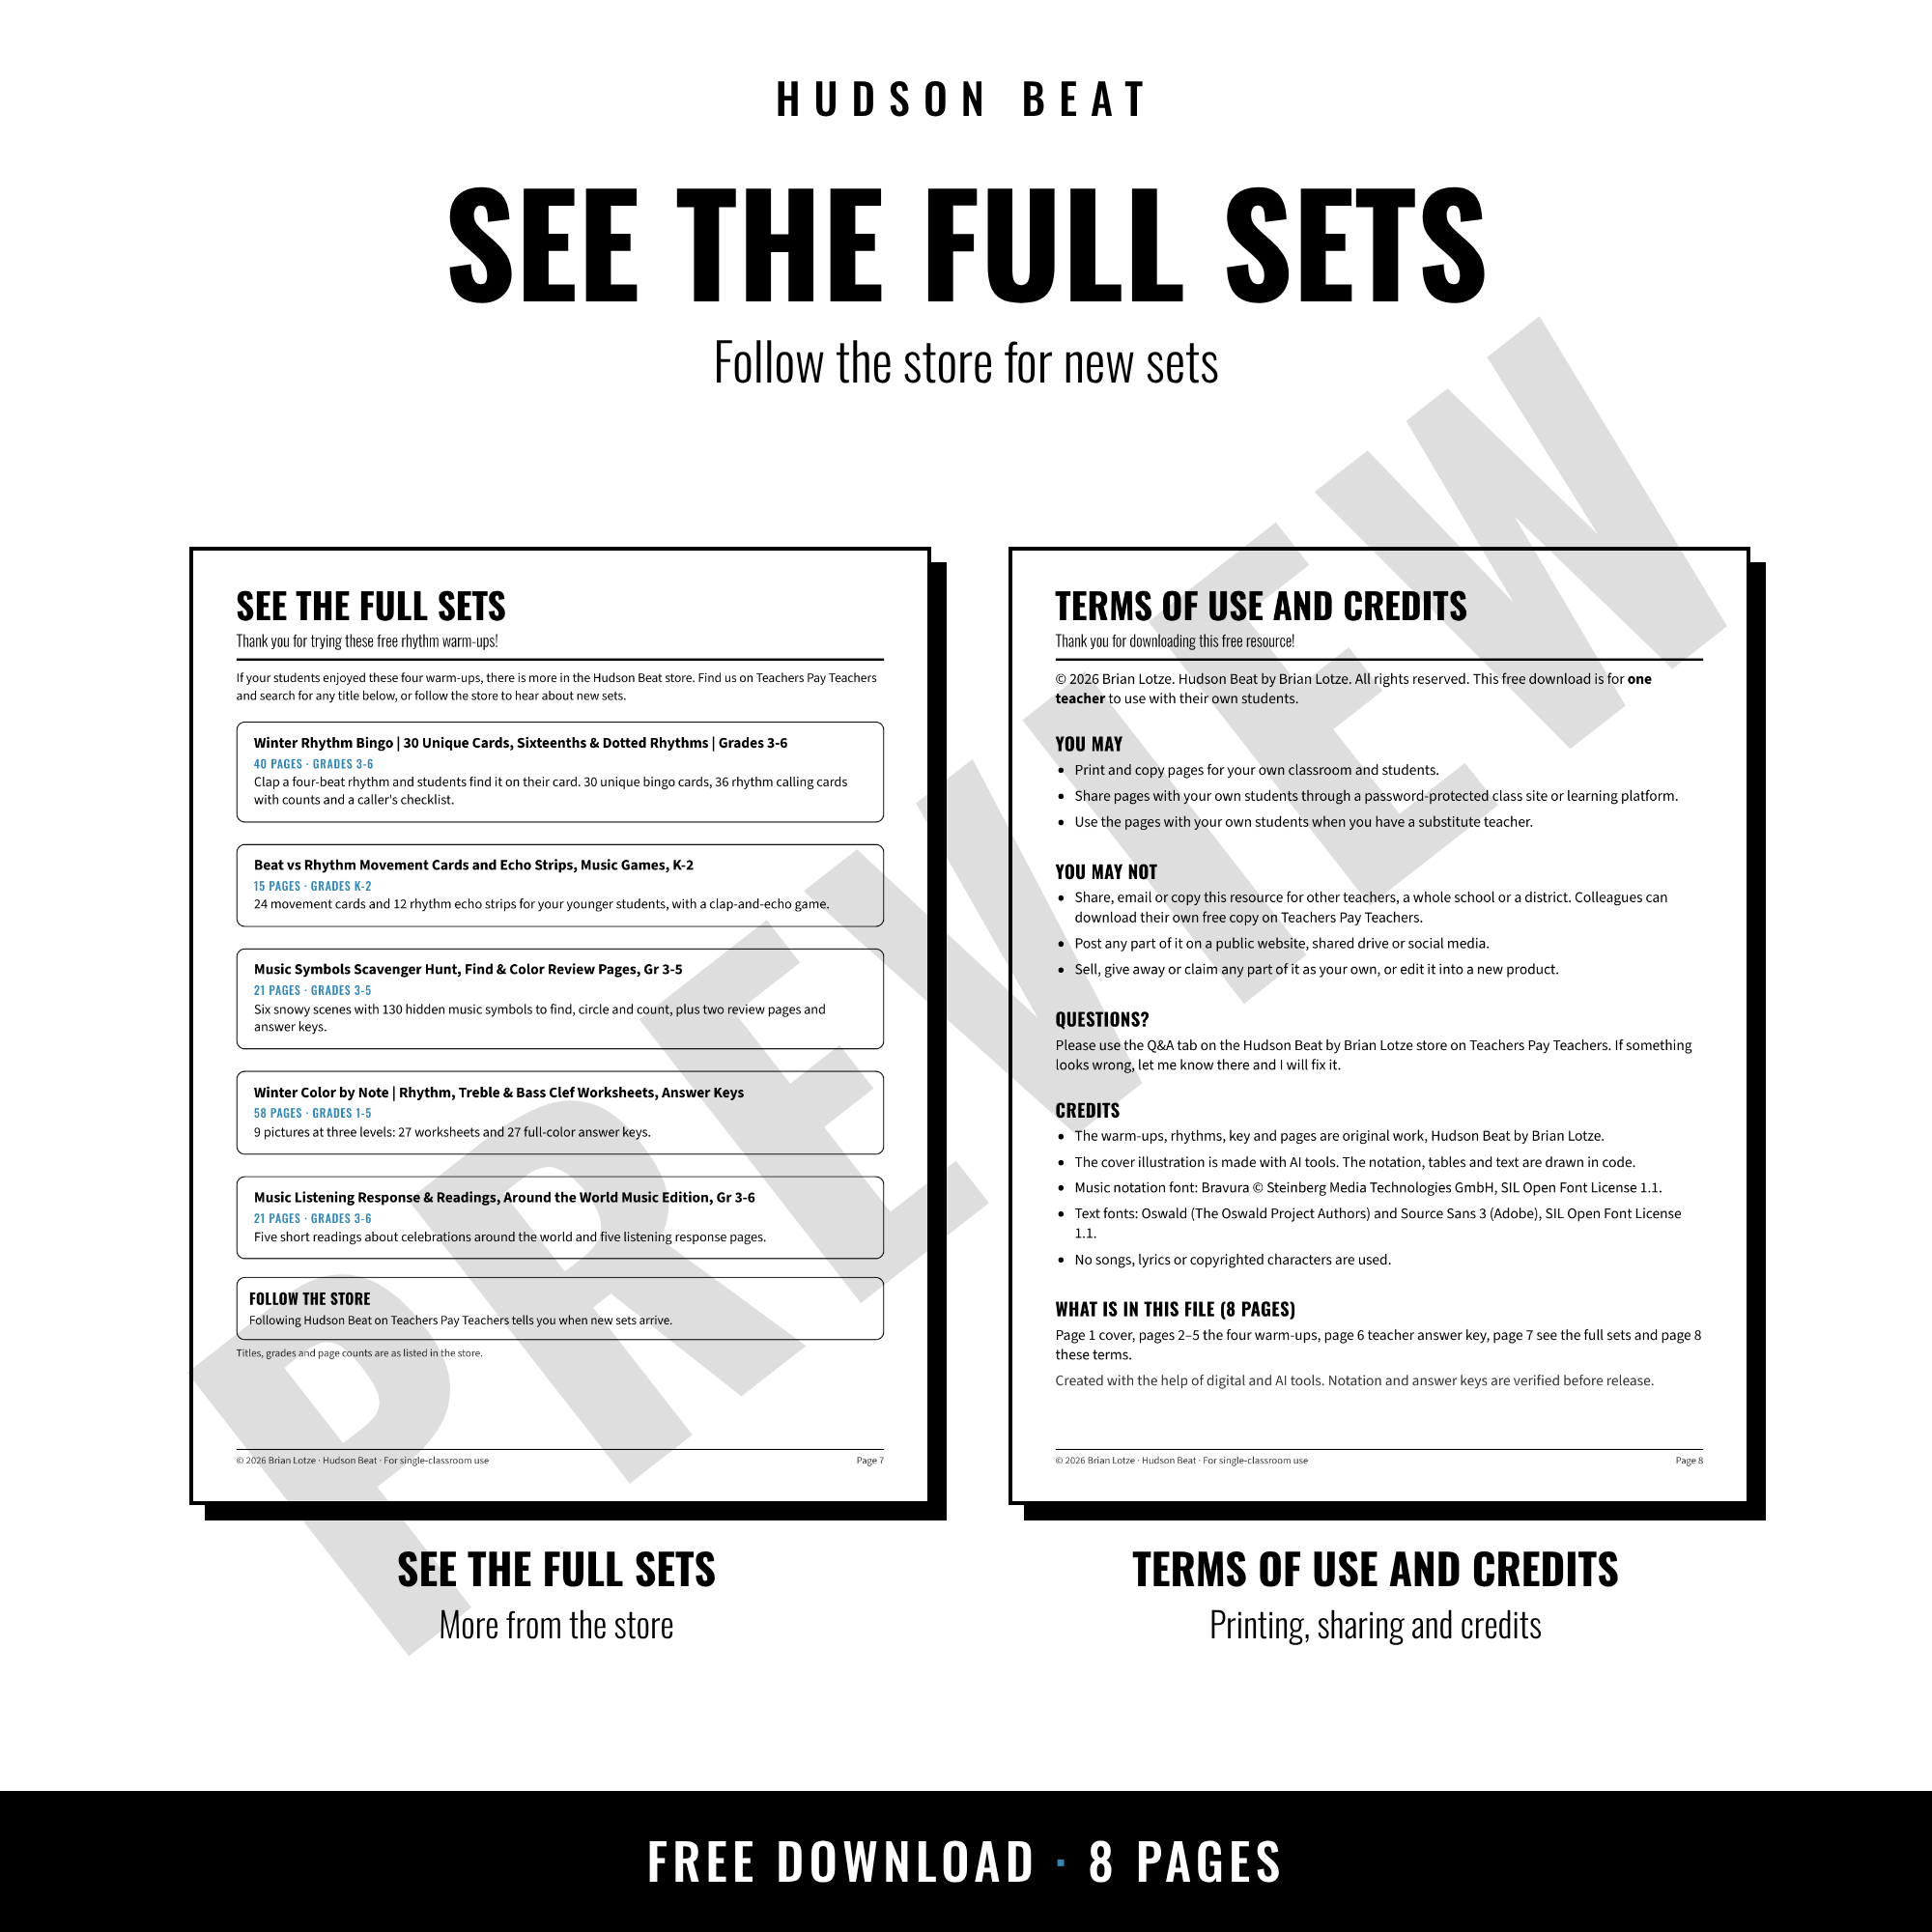 HUDSON BEAT
SEE THE FULL SETS
Follow the store for new sets
SEE THE FULL SETS
Thank you for trying these free rhythm warm-ups!
If your students enjoyed these four warm-ups, there is more in the Hudson Beat store. Find us on Teachers Pay Teachers
and search for any title below, or follow the store to hear about new sets.
Winter Rhythm Bingo | 30 Unique Cards, Sixteenths & Dotted Rhythms | Grades 3-6
40 PAGES · GRADES 3-6
Clap a four-beat rhythm and students find it on their card. 30 unique bingo cards, 36 rhythm calling cards
with counts and a caller's checklist.
Beat vs Rhythm Movement Cards and Echo Strips, Music Games, K-2
15 PAGES · GRADES K-2
24 movement cards and 12 rhythm echo strips for your younger students, with a clap-and-echo game.
Music Symbols Scavenger Hunt, Find & Color Review Pages, Gr 3-5
21 PAGES · GRADES 3-5
Six snowy scenes with 130 hidden music symbols to find, circle and count, plus two review pages and
answer keys.
Winter Color by Note | Rhythm, Treble & Bass Clef Worksheets, Answer Keys
58 PAGES · GRADES 1-5
9 pictures at three levels: 27 worksheets and 27 full-color answer keys.
Music Listening Response & Readings, Around the World Music Edition, Gr 3-6
21 PAGES · GRADES 3-6
Five short readings about celebrations around the world and five listening response pages.
FOLLOW THE STORE
Following Hudson Beat on Teachers Pay Teachers tells you when new sets arrive.
Titles, grades and page counts are as listed in the store.
© 2026 Brian Lotze · Hudson Beat · For single-classroom use
Page 7
SEE THE FULL SETS
More from the store
TERMS OF USE AND CREDITS
Thank you for downloading this free resource!
© 2026 Brian Lotze. Hudson Beat by Brian Lotze. All rights reserved. This free download is for one
teacher to use with their own students.
YOU MAY
• Print and copy pages for your own classroom and students.
• Share pages with your own students through a password-protected class site or learning platform.
• Use the pages with your own students when you have a substitute teacher.
YOU MAY NOT
• Share, email or copy this resource for other teachers, a whole school or a district. Colleagues can
download their own free copy on Teachers Pay Teachers.
• Post any part of it on a public website, shared drive or social media.
• Sell, give away or claim any part of it as your own, or edit it into a new product.
QUESTIONS?
Please use the Q&A tab on the Hudson Beat by Brian Lotze store on Teachers Pay Teachers. If something
looks wrong, let me know there and I will fix it.
CREDITS
• The warm-ups, rhythms, key and pages are original work, Hudson Beat by Brian Lotze.
• The cover illustration is made with AI tools. The notation, tables and text are drawn in code.
• Music notation font: Bravura © Steinberg Media Technologies GmbH, SIL Open Font License 1.1.
• Text fonts: Oswald (The Oswald Project Authors) and Source Sans 3 (Adobe), SIL Open Font License
1.1.
• No songs, lyrics or copyrighted characters are used.
WHAT IS IN THIS FILE (8 PAGES)
Page 1 cover, pages 2–5 the four warm-ups, page 6 teacher answer key, page 7 see the full sets and page 8
these terms.
Created with the help of digital and AI tools. Notation and answer keys are verified before release.
© 2026 Brian Lotze · Hudson Beat · For single-classroom use
Page 8
TERMS OF USE AND CREDITS
Printing, sharing and credits
PREVIEW
FREE DOWNLOAD · 8 PAGES